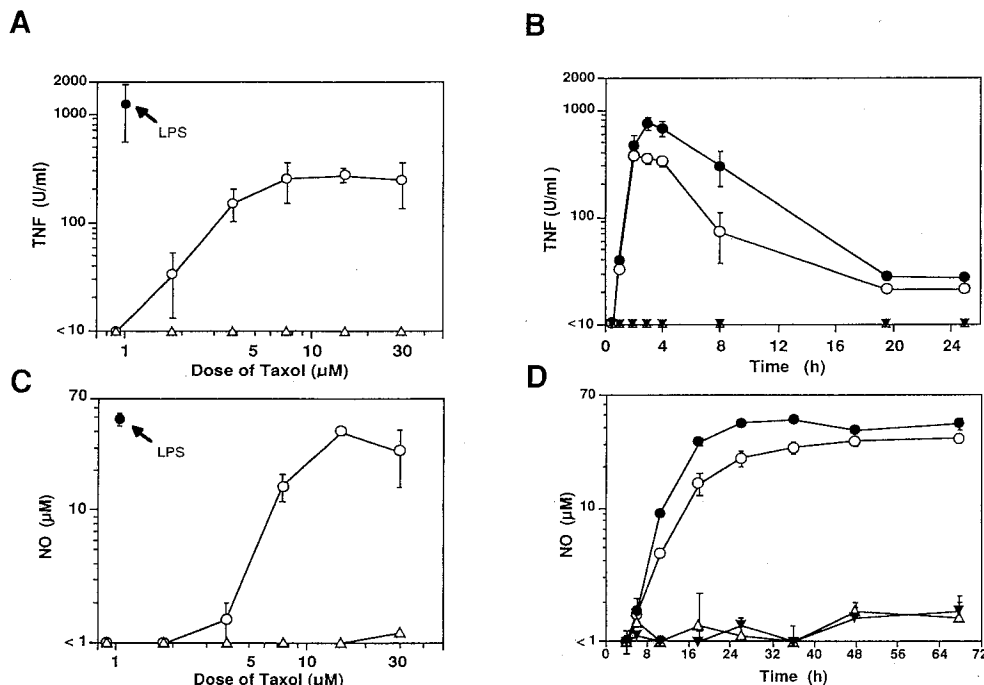 A
2000
1000
100
<10
TNF (U/ml)
LPS
1
5
10
30
Dose of Taxol (µM)
B
2000
1000
100
<10
TNF (U/ml)
0
4
8
12
16
20
24
Time (h)
C
70
10
< 1
NO (µM)
LPS
1
5
10
30
Dose of Taxol (µM)
D
70
10
< 1
NO (µM)
0
8
16
24
32
40
48
56
64
72
Time (h)